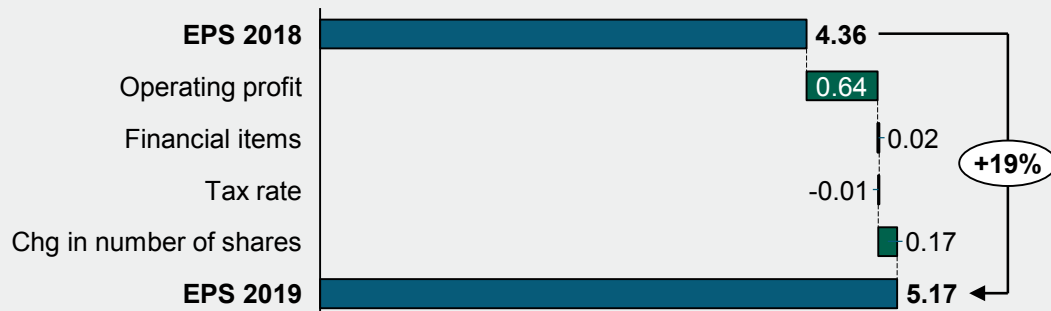 EPS 2018 4.36
Operating profit 0.64
Financial items 0.02
+19%
Tax rate -0.01
Chg in number of shares 0.17
EPS 2019 5.17